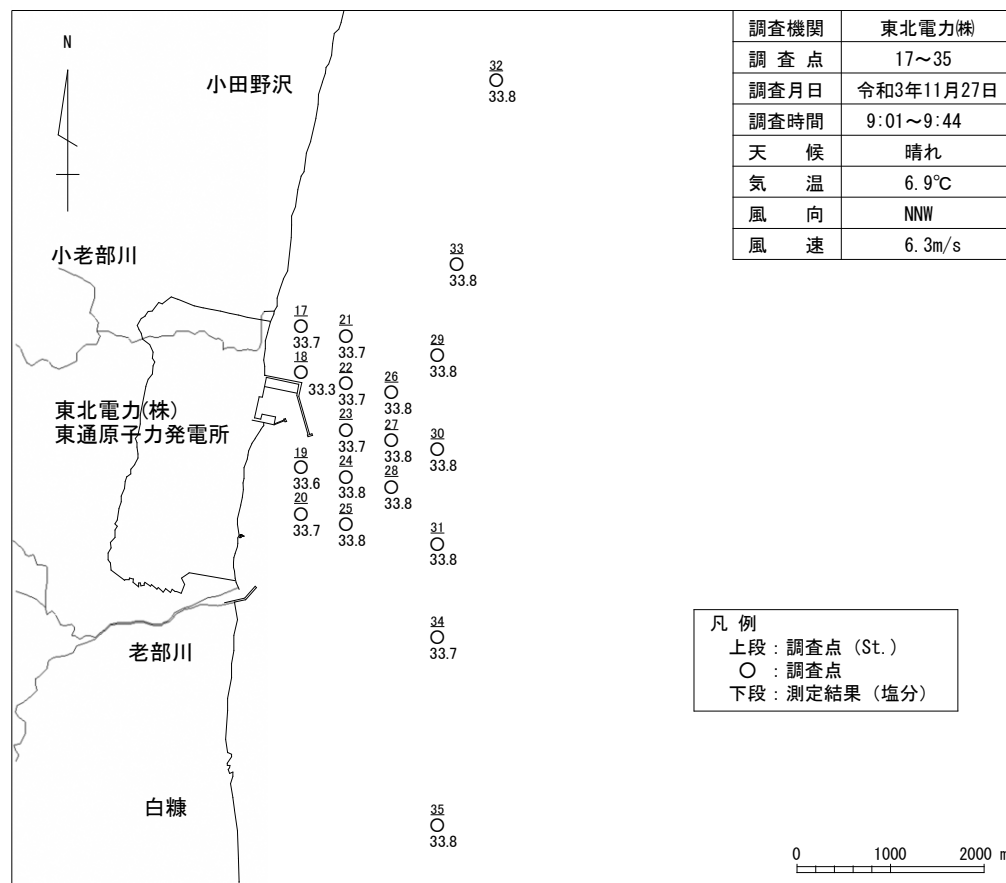 調査機関 東北電力㈱
調査点 17～35
調査月日 令和3年11月27日
調査時間 9:01～9:44
天候 晴れ
気温 6.9℃
風向 NNW
風速 6.3m/s
N
小田野沢
32
33.8
小老部川
33
33.8
17
33.7
21
33.7
18
33.3
29
33.8
22
33.7
26
33.8
東北電力(株)
東通原子力発電所
23
33.7
27
33.8
30
33.8
19
33.6
24
33.8
28
33.8
20
33.7
25
33.8
31
33.8
34
33.7
老部川
凡 例
上段：調査点（St.）
○：調査点
下段：測定結果（塩分）
白糠
35
33.8
0 1000 2000 m